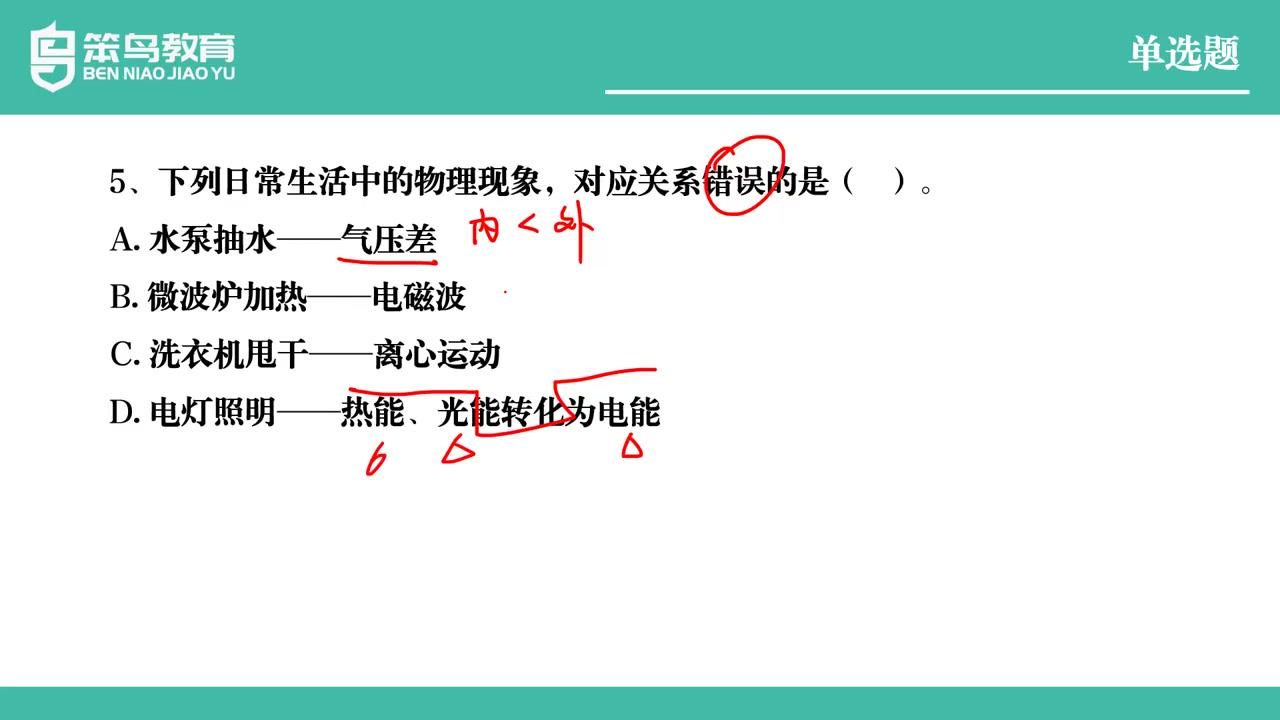 笨鸟教育
BEN NIAO JIAO YU
单选题
5、下列日常生活中的物理现象，对应关系错误的是（ ）。
A. 水泵抽水——气压差 内 < 外
B. 微波炉加热——电磁波
C. 洗衣机甩干——离心运动
D. 电灯照明——热能、光能转化为电能